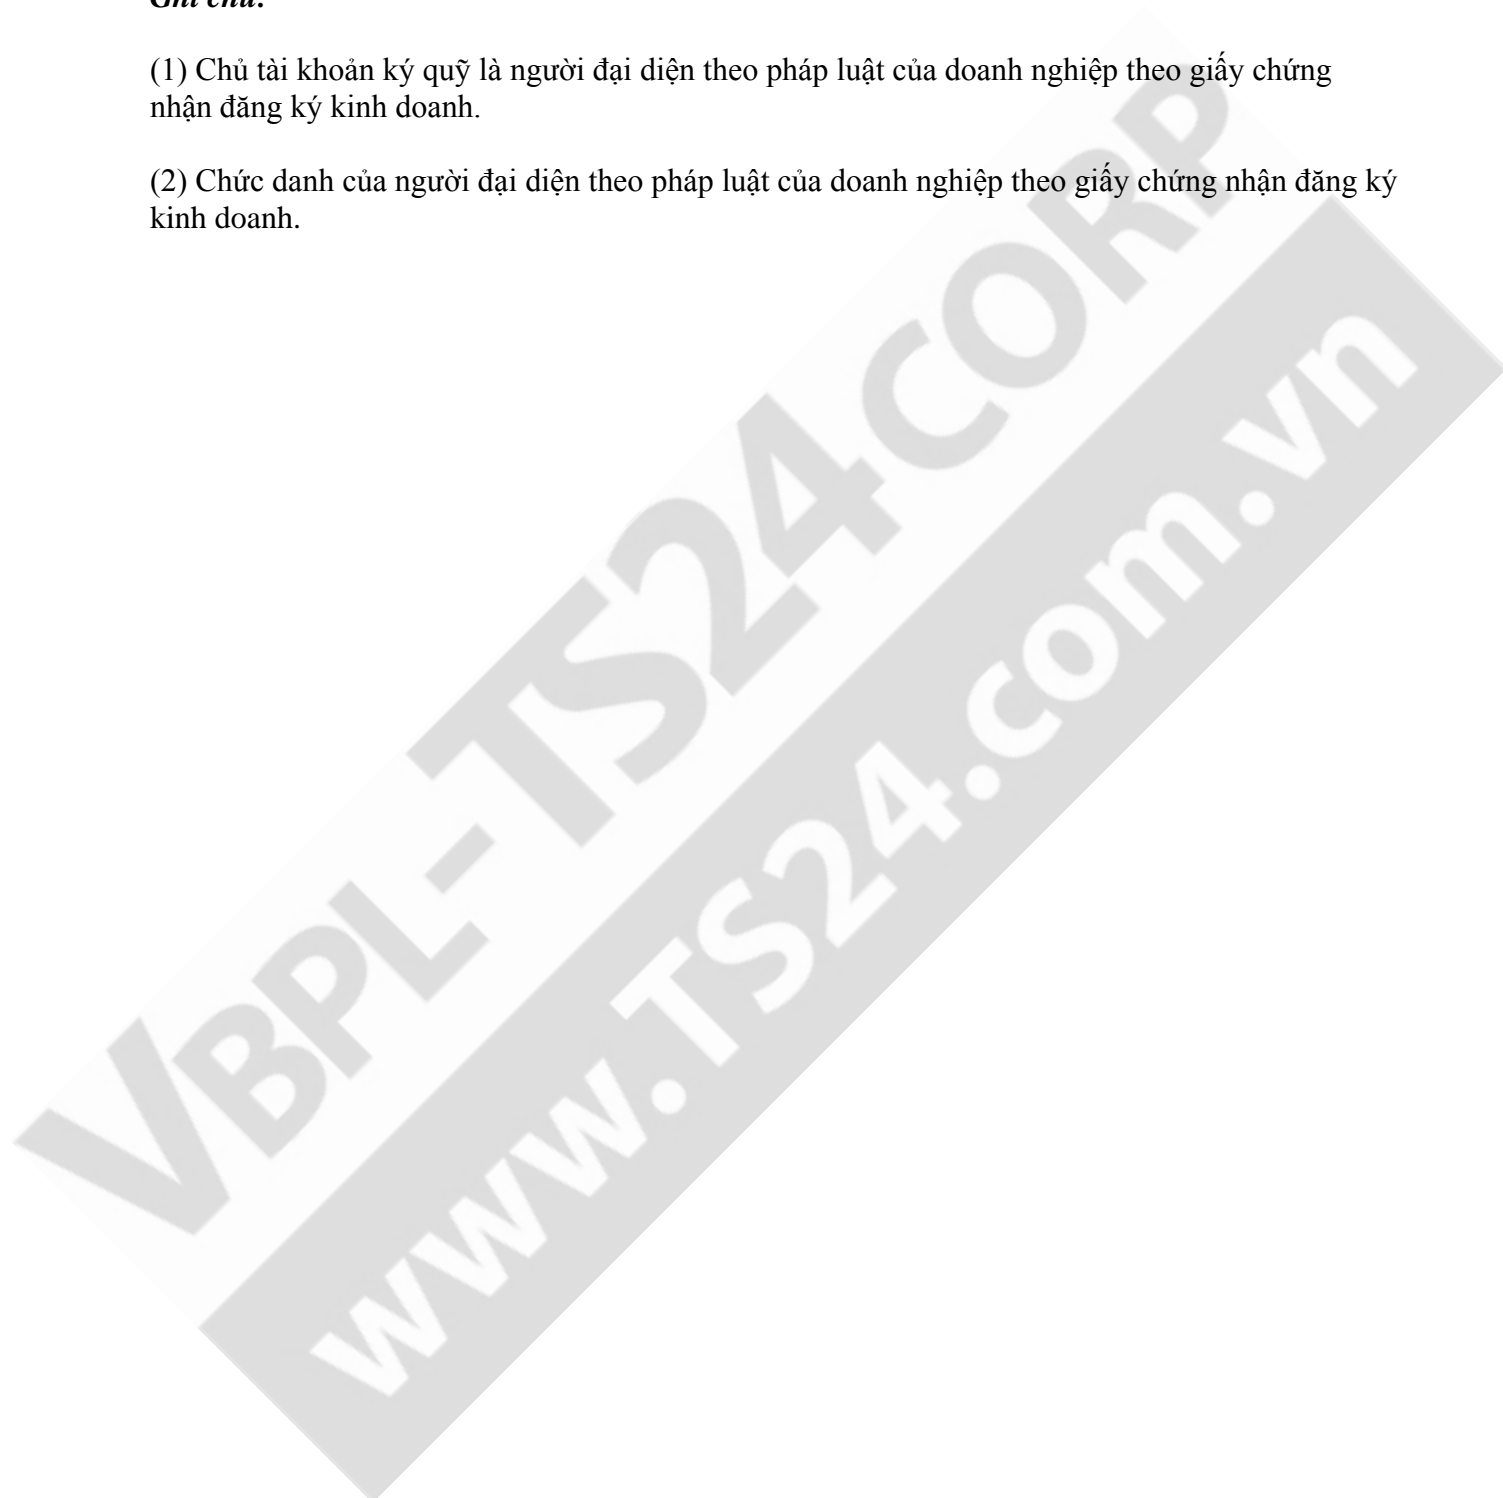 Ghi chú:
(1) Chủ tài khoản ký quỹ là người đại diện theo pháp luật của doanh nghiệp theo giấy chứng
nhận đăng ký kinh doanh.
(2) Chức danh của người đại diện theo pháp luật của doanh nghiệp theo giấy chứng nhận đăng ký
kinh doanh.
VBPL-TS24CORP
www.TS24.com.vn